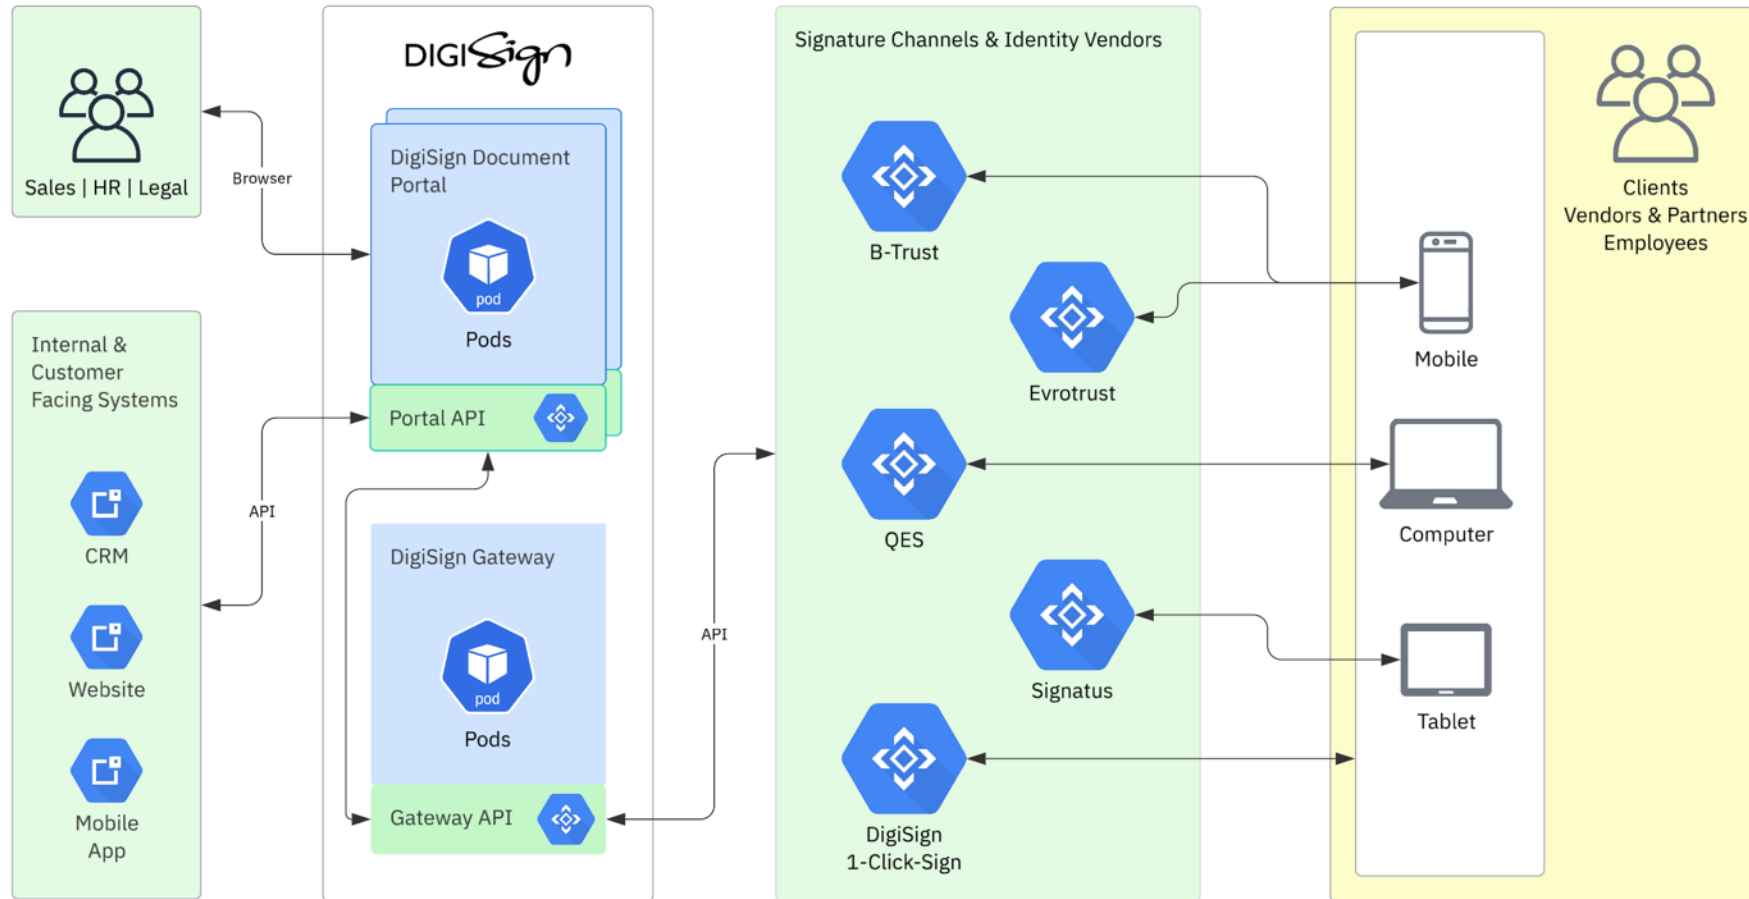 Sales | HR | Legal
Browser
Internal &
Customer
Facing Systems
CRM
Website
Mobile
App
API
DIGISign
DigiSign Document
Portal
pod
Pods
Portal API
DigiSign Gateway
pod
Pods
Gateway API
API
Signature Channels & Identity Vendors
B-Trust
Evrotrust
QES
Signatus
DigiSign
1-Click-Sign
Mobile
Computer
Tablet
Clients
Vendors & Partners
Employees